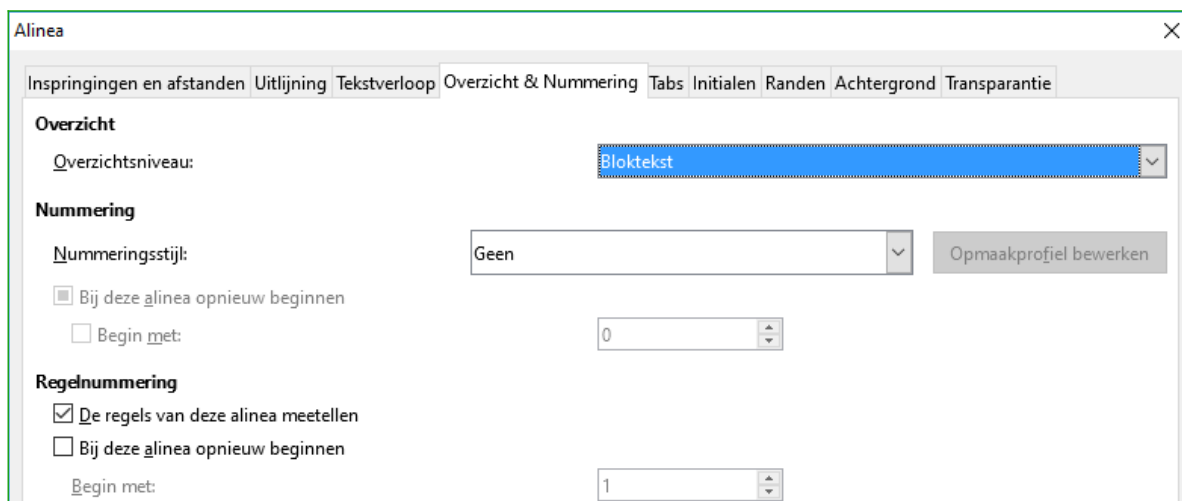 Alinea
Inspringingen en afstanden Uitlijning Tekstverloop Overzicht & Nummering Tabs Initialen Randen Achtergrond Transparantie
Overzicht
Overzichtsniveau: Bloktekst
Nummering
Nummeringsstijl: Geen Opmaakprofiel bewerken
Bij deze alinea opnieuw beginnen
Begin met: 0
Regelnummering
De regels van deze alinea meetellen
Bij deze alinea opnieuw beginnen
Begin met: 1